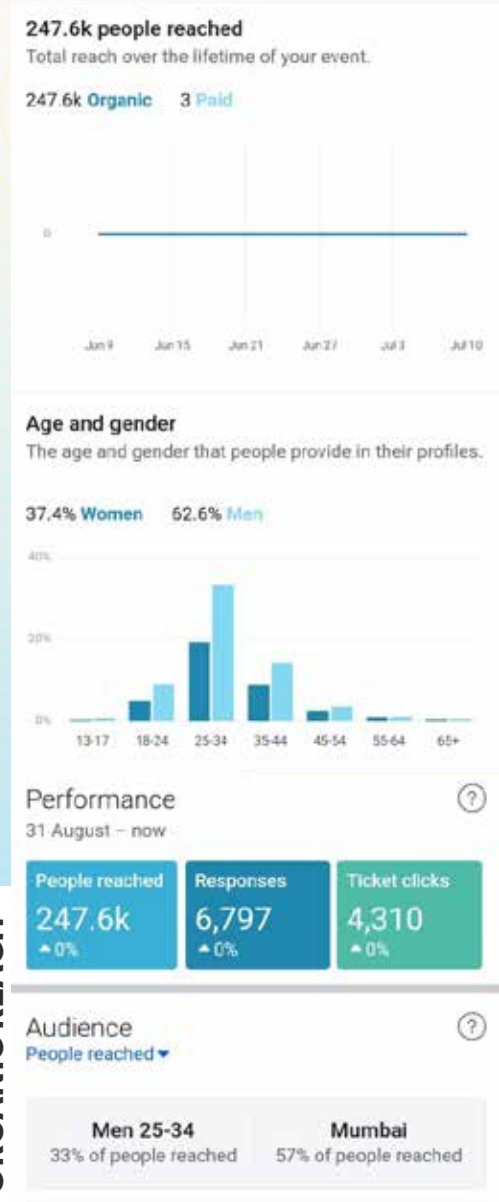 247.6k people reached
Total reach over the lifetime of your event.
247.6k Organic 3 Paid
0
Jun 9 Jun 15 Jun 21 Jun 27 Jul 3 Jul 10
Age and gender
The age and gender that people provide in their profiles.
37.4% Women 62.6% Men
40%
20%
0%
13-17 18-24 25-34 35-44 45-54 55-64 65+
Performance
?
31 August – now
People reached Responses Ticket clicks
247.6k 6,797 4,310
0% 0% 0%
Audience
?
People reached
Men 25-34 Mumbai
33% of people reached 57% of people reached